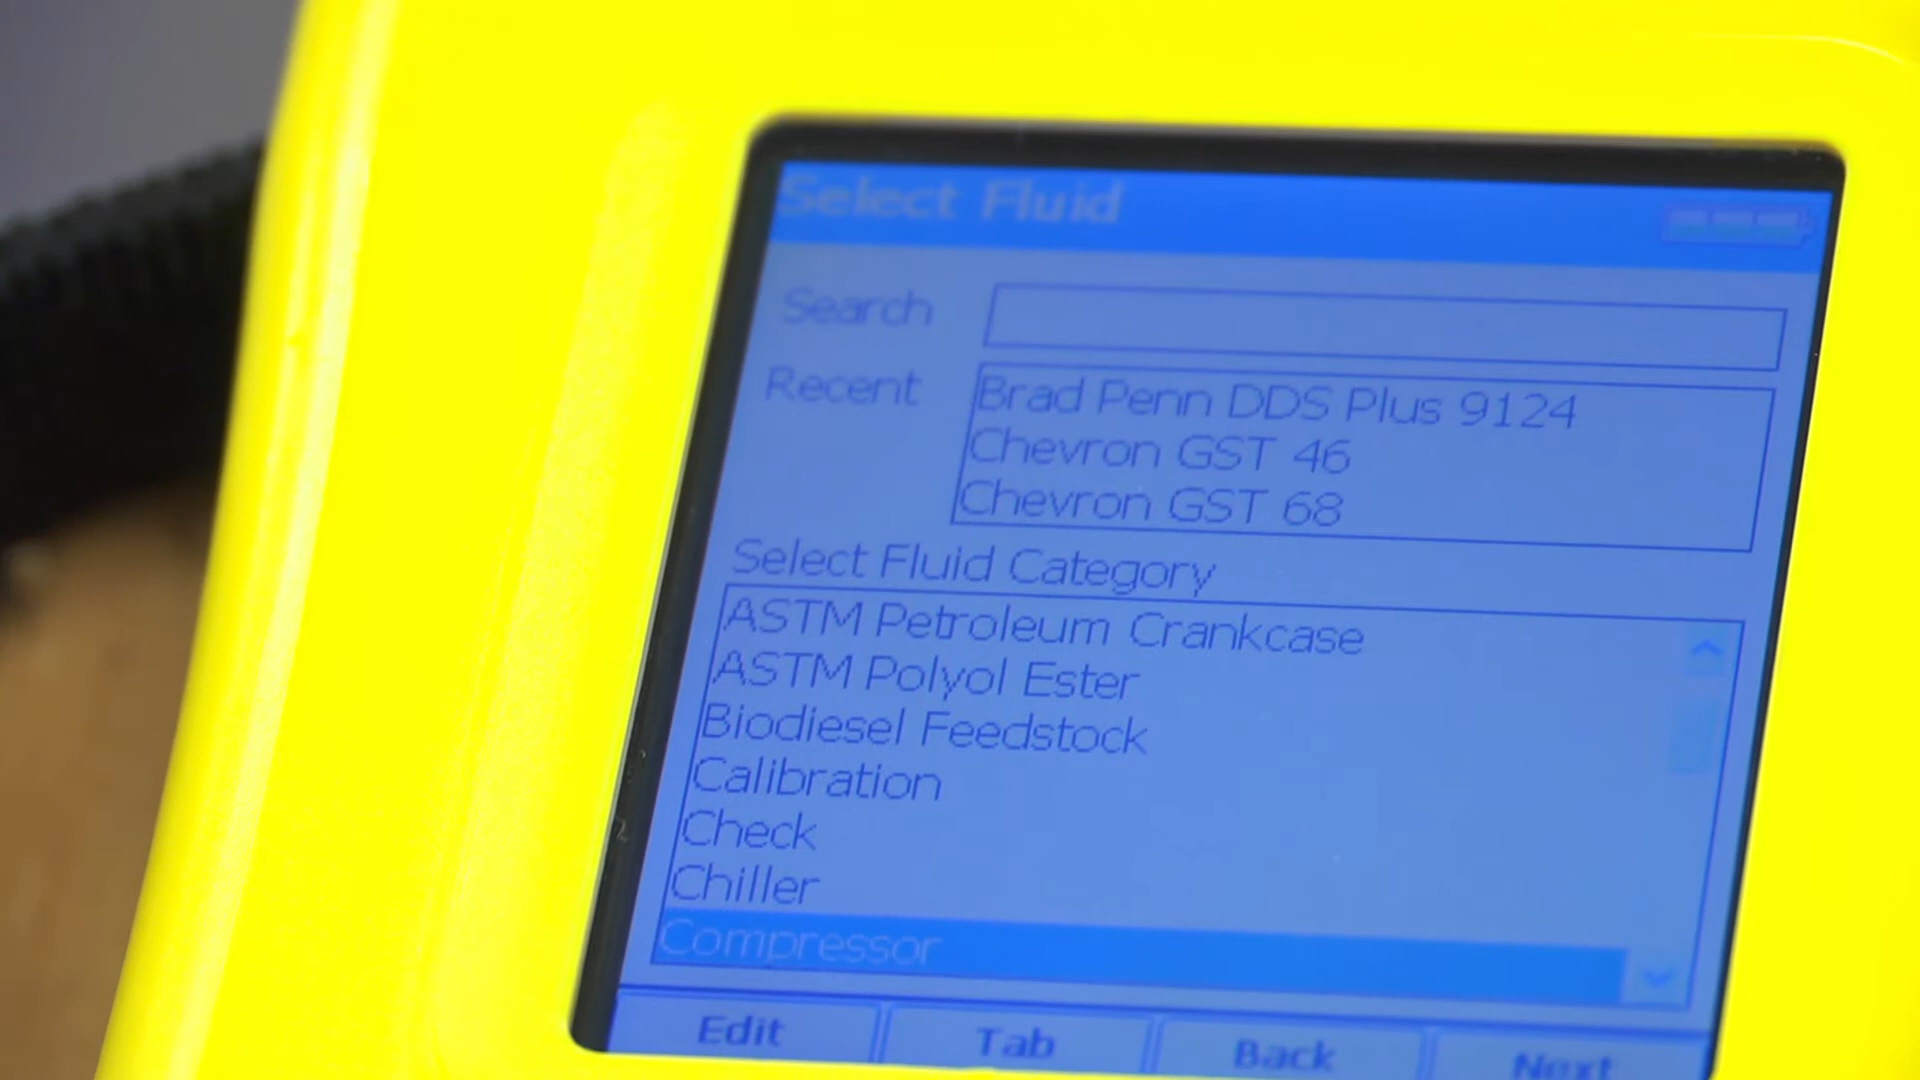 Select Fluid
Search
Recent
Brad Penn DDS Plus 9124
Chevron GST 46
Chevron GST 68
Select Fluid Category
ASTM Petroleum Crankcase
ASTM Polyol Ester
Biodiesel Feedstock
Calibration
Check
Chiller
Compressor
Edit
Tab
Back
Next